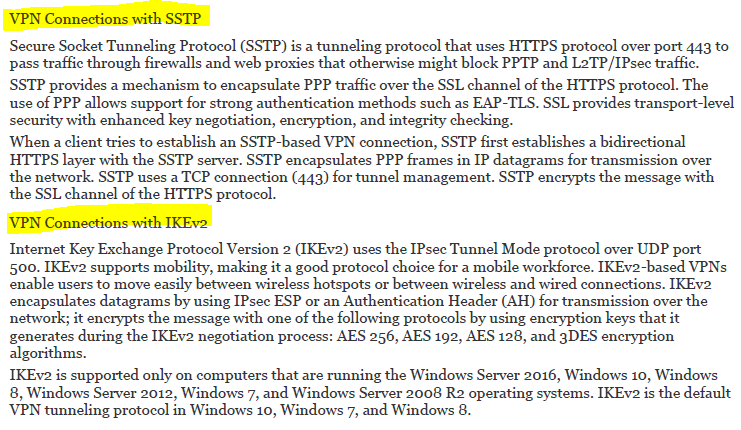 VPN Connections with SSTP
Secure Socket Tunneling Protocol (SSTP) is a tunneling protocol that uses HTTPS protocol over port 443 to
pass traffic through firewalls and web proxies that otherwise might block PPTP and L2TP/IPsec traffic.
SSTP provides a mechanism to encapsulate PPP traffic over the SSL channel of the HTTPS protocol. The
use of PPP allows support for strong authentication methods such as EAP-TLS. SSL provides transport-level
security with enhanced key negotiation, encryption, and integrity checking.
When a client tries to establish an SSTP-based VPN connection, SSTP first establishes a bidirectional
HTTPS layer with the SSTP server. SSTP encapsulates PPP frames in IP datagrams for transmission over
the network. SSTP uses a TCP connection (443) for tunnel management. SSTP encrypts the message with
the SSL channel of the HTTPS protocol.
VPN Connections with IKEv2
Internet Key Exchange Protocol Version 2 (IKEv2) uses the IPsec Tunnel Mode protocol over UDP port
500. IKEv2 supports mobility, making it a good protocol choice for a mobile workforce. IKEv2-based VPNs
enable users to move easily between wireless hotspots or between wireless and wired connections. IKEv2
encapsulates datagrams by using IPsec ESP or an Authentication Header (AH) for transmission over the
network; it encrypts the message with one of the following protocols by using encryption keys that it
generates during the IKEv2 negotiation process: AES 256, AES 192, AES 128, and 3DES encryption
algorithms.
IKEv2 is supported only on computers that are running the Windows Server 2016, Windows 10, Windows
8, Windows Server 2012, Windows 7, and Windows Server 2008 R2 operating systems. IKEv2 is the default
VPN tunneling protocol in Windows 10, Windows 7, and Windows 8.